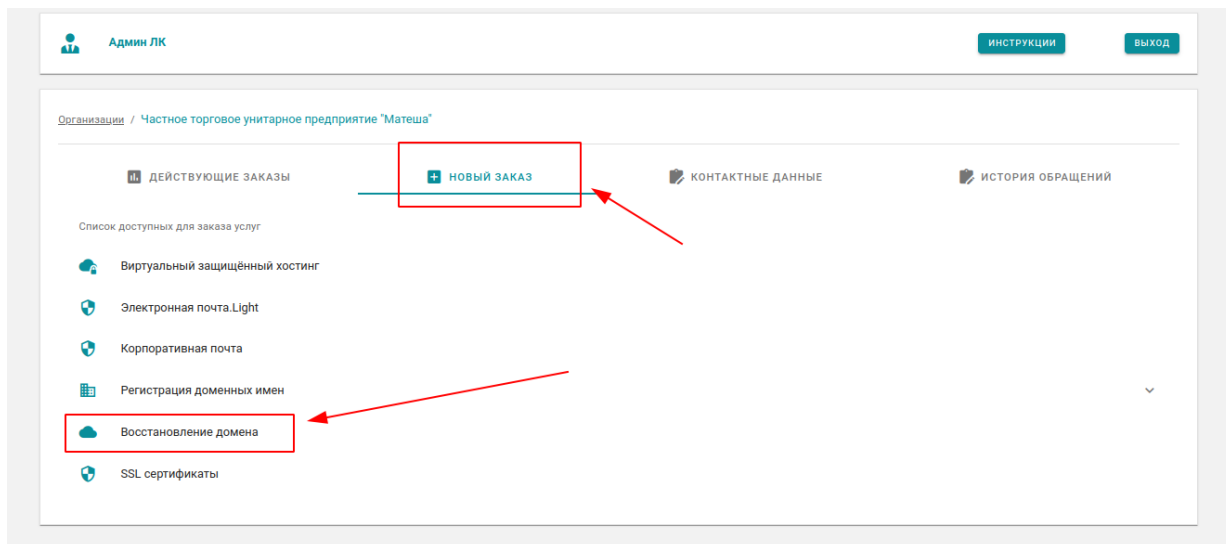 Админ ЛК
ИНСТРУКЦИИ
ВЫХОД
Организации / Частное торговое унитарное предприятие "Матеша"
ДЕЙСТВУЮЩИЕ ЗАКАЗЫ
НОВЫЙ ЗАКАЗ
КОНТАКТНЫЕ ДАННЫЕ
ИСТОРИЯ ОБРАЩЕНИЙ
Список доступных для заказа услуг
Виртуальный защищённый хостинг
Электронная почта.Light
Корпоративная почта
Регистрация доменных имен
Восстановление домена
SSL сертификаты